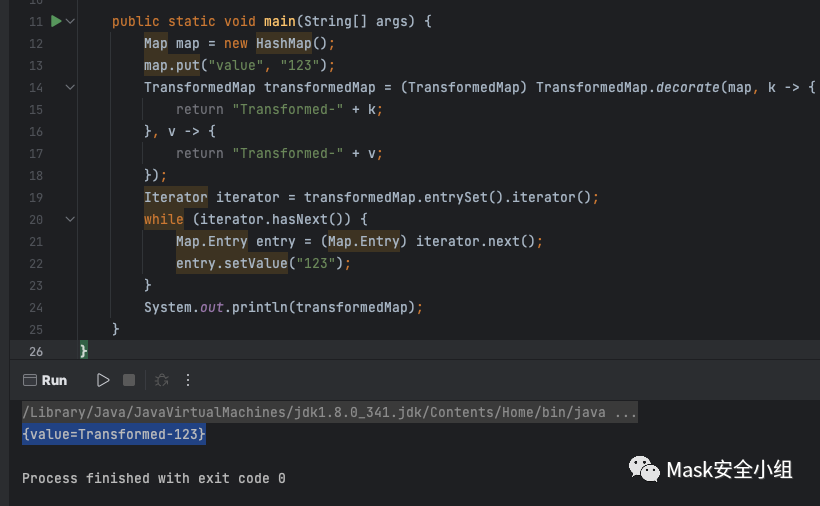 11 public static void main(String[] args) {
12 Map map = new HashMap();
13 map.put("value", "123");
14 TransformedMap transformedMap = (TransformedMap) TransformedMap.decorate(map, k -> {
15 return "Transformed-" + k;
16 }, v -> {
17 return "Transformed-" + v;
18 });
19 Iterator iterator = transformedMap.entrySet().iterator();
20 while (iterator.hasNext()) {
21 Map.Entry entry = (Map.Entry) iterator.next();
22 entry.setValue("123");
23 }
24 System.out.println(transformedMap);
25 }
26 }
Run
/Library/Java/JavaVirtualMachines/jdk1.8.0_341.jdk/Contents/Home/bin/java ...
{value=Transformed-123}
Process finished with exit code 0
Mask安全小组